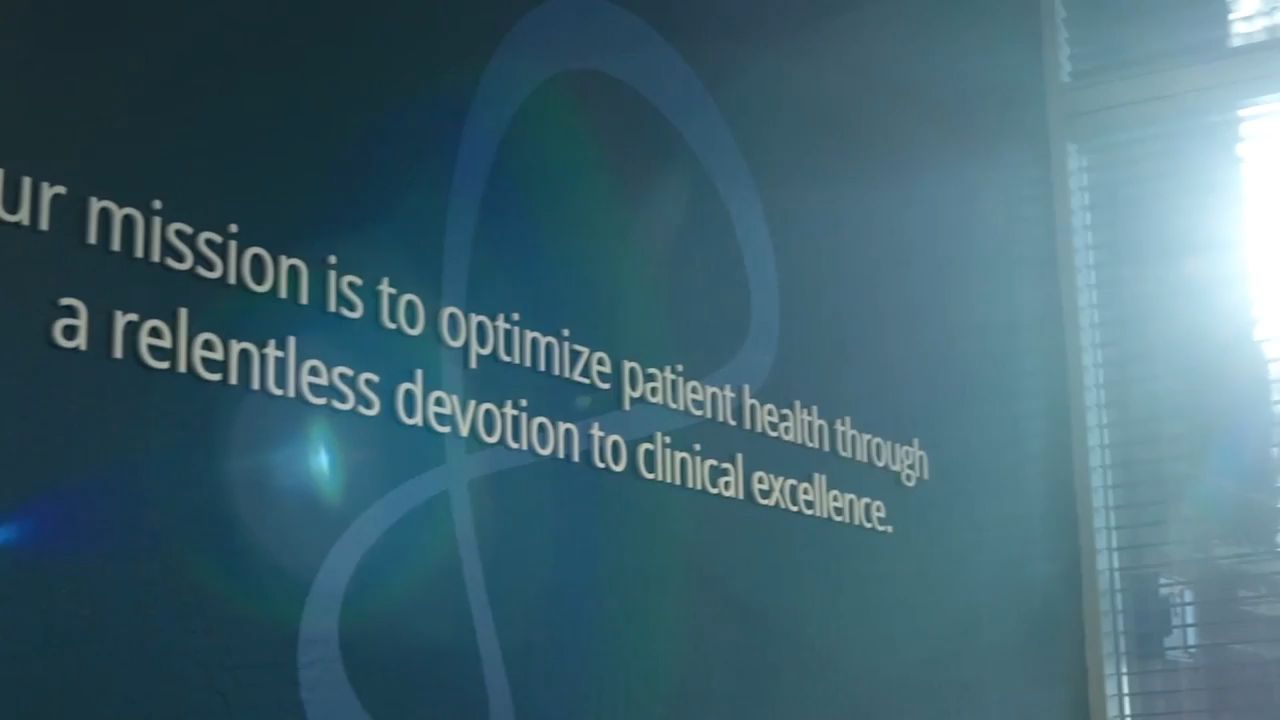 ur mission is to optimize patient health through
a relentless devotion to clinical excellence.